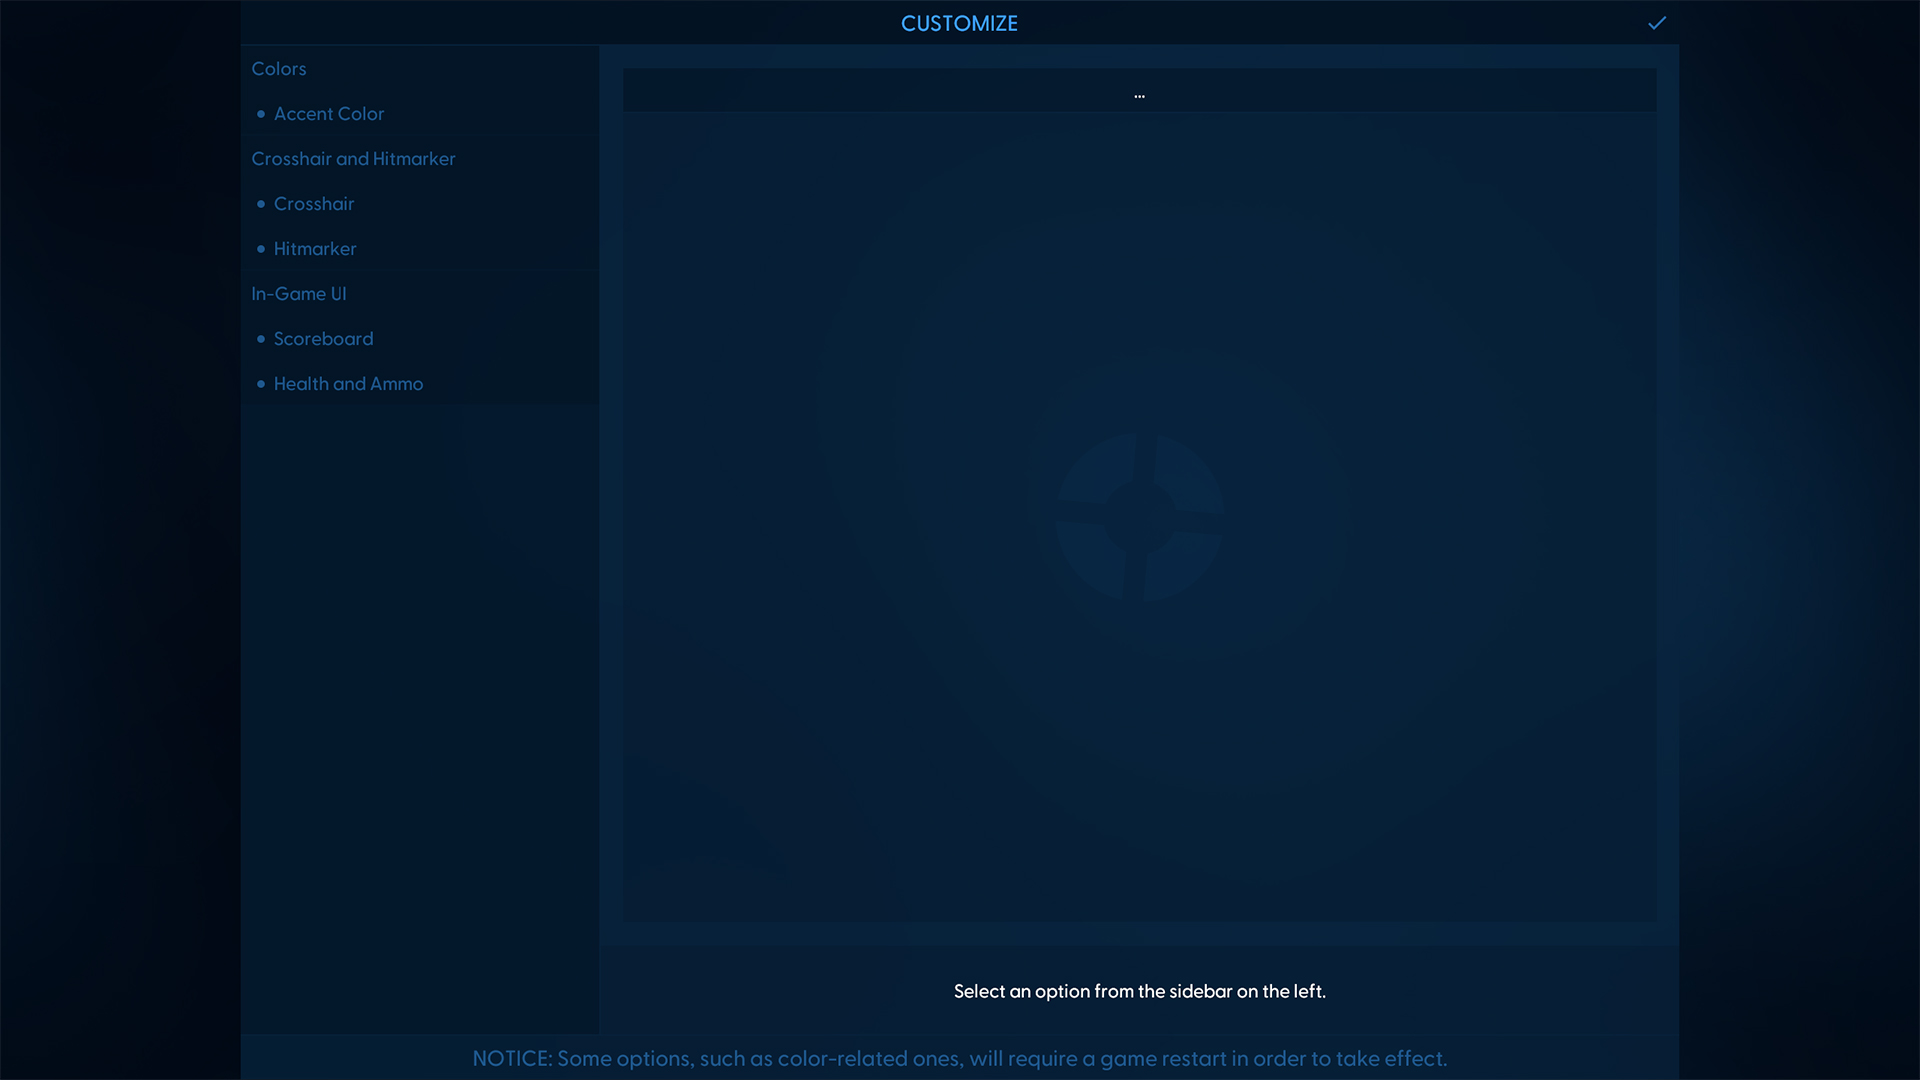 CUSTOMIZE
Colors
Accent Color
Crosshair and Hitmarker
Crosshair
Hitmarker
In-Game UI
Scoreboard
Health and Ammo
...
Select an option from the sidebar on the left.
NOTICE: Some options, such as color-related ones, will require a game restart in order to take effect.